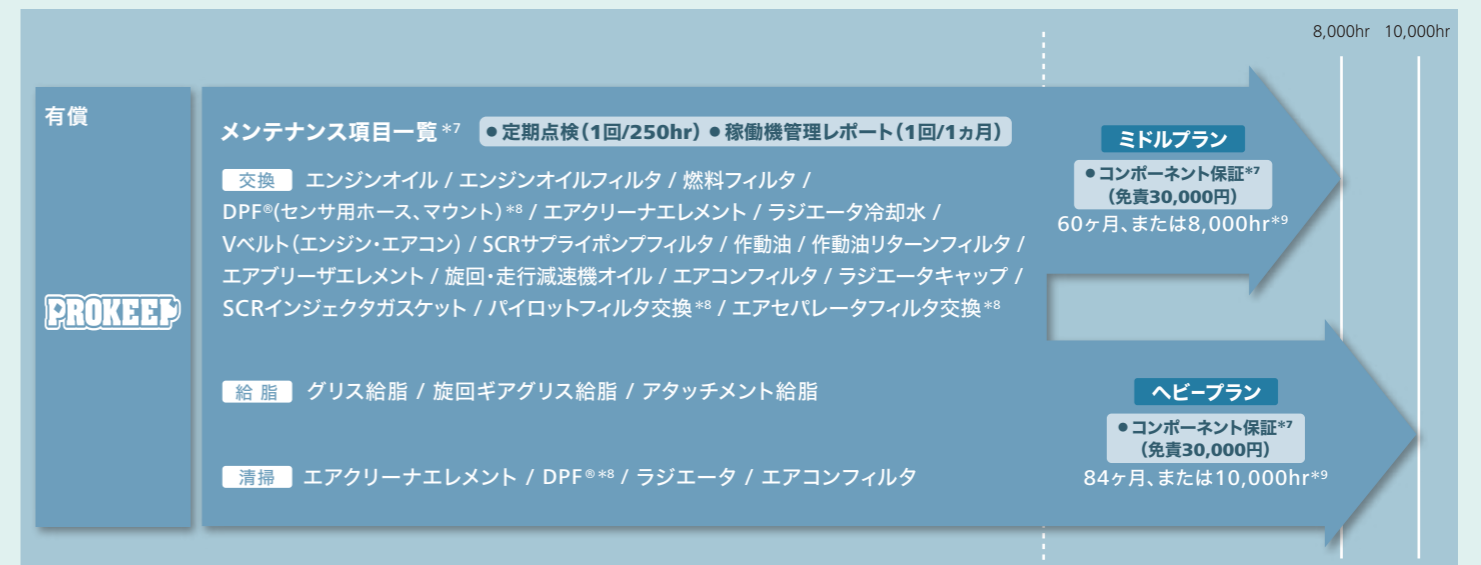 8,000hr 10,000hr
有償
PROKEEP
メンテナンス項目一覧*7 ●定期点検(1回/250hr) ●稼働機管理レポート(1回/1ヵ月)
交換 エンジンオイル / エンジンオイルフィルタ / 燃料フィルタ /
DPF®(センサ用ホース、マウント)*8 / エアクリーナエレメント / ラジエータ冷却水 /
Vベルト(エンジン・エアコン) / SCRサプライポンプフィルタ / 作動油 / 作動油リターンフィルタ /
エアブリーザエレメント / 旋回・走行減速機オイル / エアコンフィルタ / ラジエータキャップ /
SCRインジェクタガスケット / パイロットフィルタ交換*8 / エアセパレータフィルタ交換*8
給脂 グリス給脂 / 旋回ギアグリス給脂 / アタッチメント給脂
清掃 エアクリーナエレメント / DPF®*8 / ラジエータ / エアコンフィルタ
ミドルプラン
●コンポーネント保証*7
(免責30,000円)
60ヶ月、または8,000hr*9
ヘビープラン
●コンポーネント保証*7
(免責30,000円)
84ヶ月、または10,000hr*9